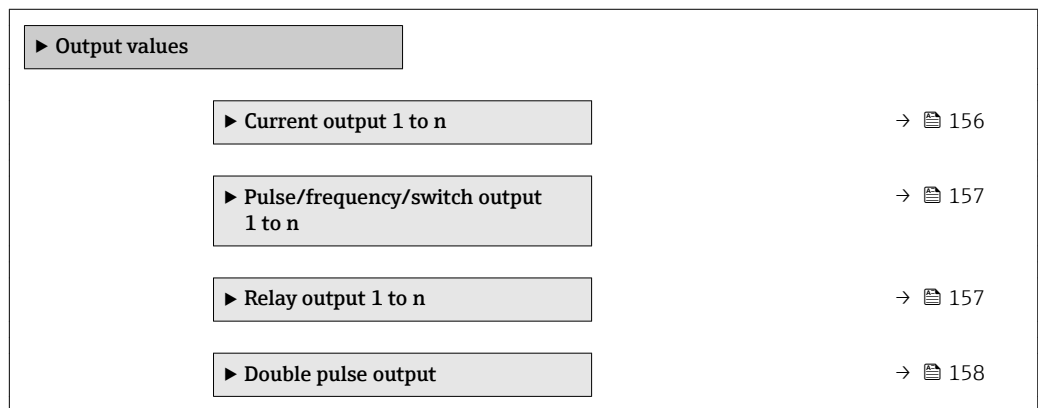 ▶ Output values
▶ Current output 1 to n → 156
▶ Pulse/frequency/switch output
1 to n → 157
▶ Relay output 1 to n → 157
▶ Double pulse output → 158